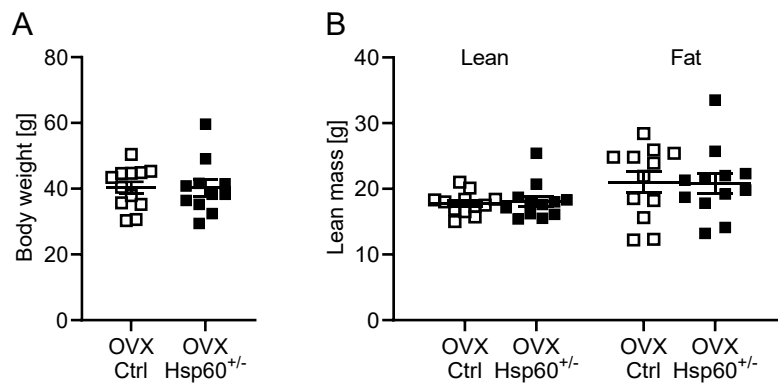 A
Body weight [g]
80
60
40
20
0
OVX
Ctrl
OVX
Hsp60+/-
B
Lean mass [g]
40
30
20
10
0
Lean
Fat
OVX
Ctrl
OVX
Hsp60+/-
OVX
Ctrl
OVX
Hsp60+/-